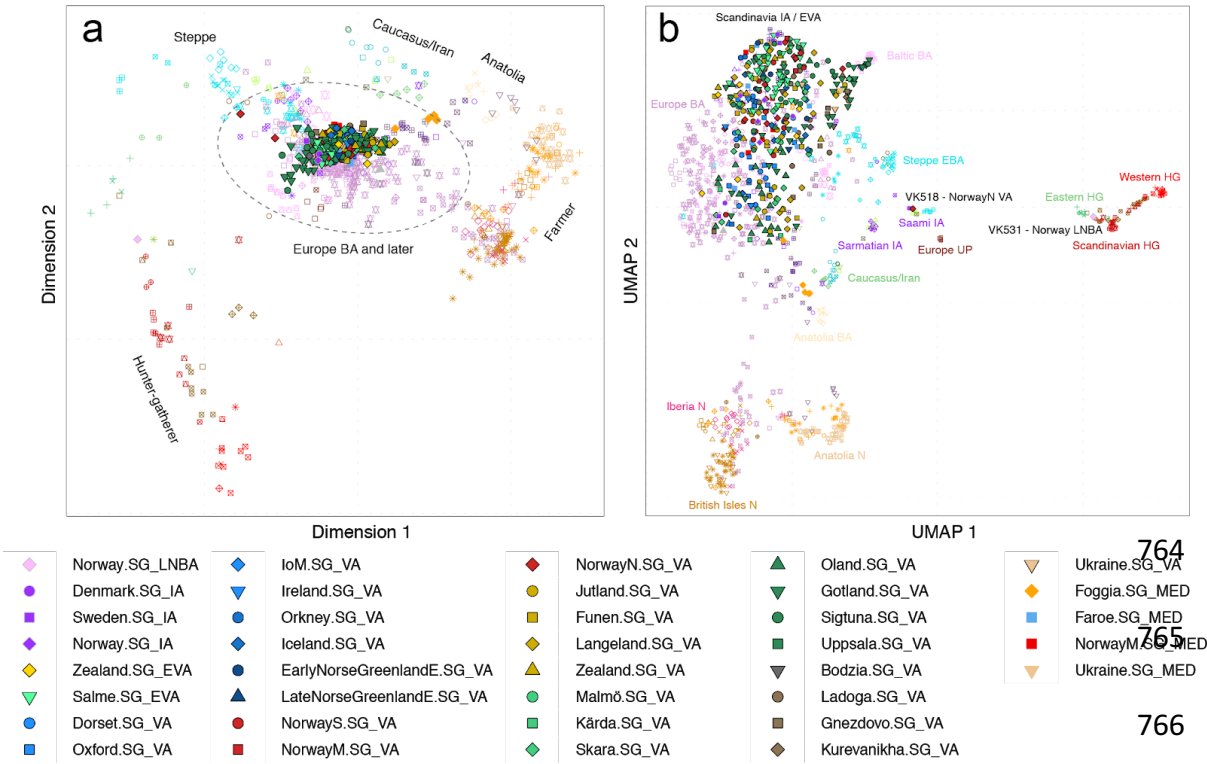 a
Steppe
Caucasus/Iran
Anatolia
Farmer
Europe BA and later
Hunter-gatherer
Dimension 2
Dimension 1
b
Scandinavia IA / EVA
Baltic BA
Europe BA
Steppe EBA
Western HG
VK518 - NorwayN VA
Eastern HG
Saami IA
VK531 - Norway LNBA
Sarmatian IA
Europe UP
Scandinavian HG
Caucasus/Iran
Anatolia BA
Iberia N
Anatolia N
British Isles N
UMAP 2
UMAP 1
764
765
766
Norway.SG_LNBA
Denmark.SG_IA
Sweden.SG_IA
Norway.SG_IA
Zealand.SG_EVA
Salme.SG_EVA
Dorset.SG_VA
Oxford.SG_VA
IoM.SG_VA
Ireland.SG_VA
Orkney.SG_VA
Iceland.SG_VA
EarlyNorseGreenlandE.SG_VA
LateNorseGreenlandE.SG_VA
NorwayS.SG_VA
NorwayM.SG_VA
NorwayN.SG_VA
Jutland.SG_VA
Funen.SG_VA
Langeland.SG_VA
Zealand.SG_VA
Malmö.SG_VA
Kärda.SG_VA
Skara.SG_VA
Oland.SG_VA
Gotland.SG_VA
Sigtuna.SG_VA
Uppsala.SG_VA
Bodzia.SG_VA
Ladoga.SG_VA
Gnezdovo.SG_VA
Kurevanikha.SG_VA
Ukraine.SG_VA
Foggia.SG_MED
Faroe.SG_MED
NorwayM.SG_MED
Ukraine.SG_MED